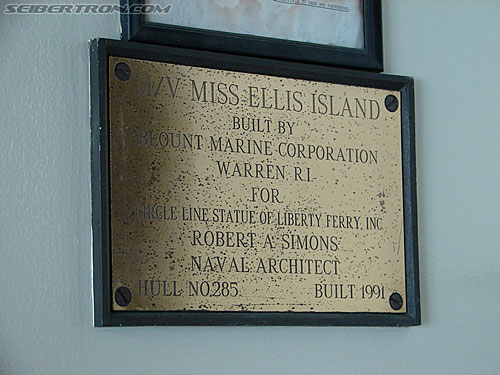 SEIBERTRON.COM
M/V MISS ELLIS ISLAND
BUILT BY
BLOUNT MARINE CORPORATION
WARREN R.I.
FOR
CIRCLE LINE STATUE OF LIBERTY FERRY, INC
ROBERT A. SIMONS
NAVAL ARCHITECT
HULL NO.285. BUILT 1991